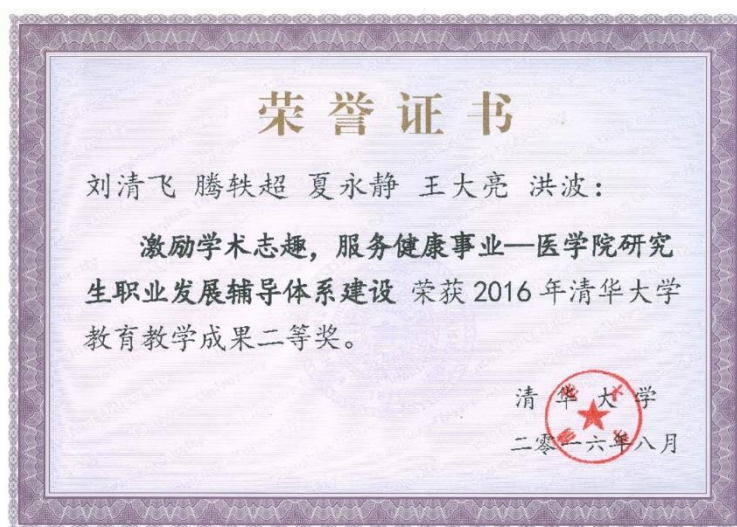 荣誉证书
刘清飞 腾轶超 夏永静 王大亮 洪波：
激励学术志趣，服务健康事业—医学院研究
生职业发展辅导体系建设 荣获 2016 年清华大学
教育教学成果二等奖。
清华大学
二零一六年八月